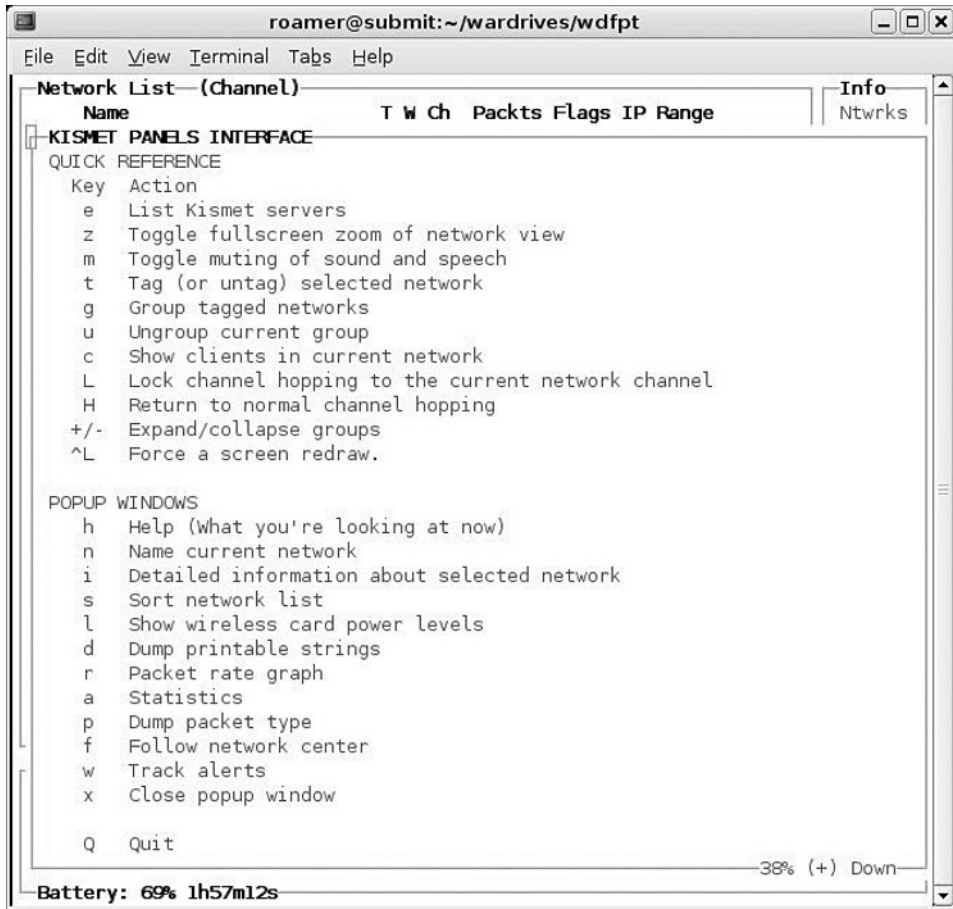 roamer@submit:~/wardrives/wdfpt
File Edit View Terminal Tabs Help
Network List—(Channel) Info
Name T W Ch Packts Flags IP Range Ntwrks
KISMET PANELS INTERFACE
QUICK REFERENCE
Key Action
e List Kismet servers
z Toggle fullscreen zoom of network view
m Toggle muting of sound and speech
t Tag (or untag) selected network
g Group tagged networks
u Ungroup current group
c Show clients in current network
L Lock channel hopping to the current network channel
H Return to normal channel hopping
+/- Expand/collapse groups
^L Force a screen redraw.
POPUP WINDOWS
h Help (What you're looking at now)
n Name current network
i Detailed information about selected network
s Sort network list
l Show wireless card power levels
d Dump printable strings
r Packet rate graph
a Statistics
p Dump packet type
f Follow network center
w Track alerts
x Close popup window
Q Quit
38% (+) Down
Battery: 69% 1h57m12s